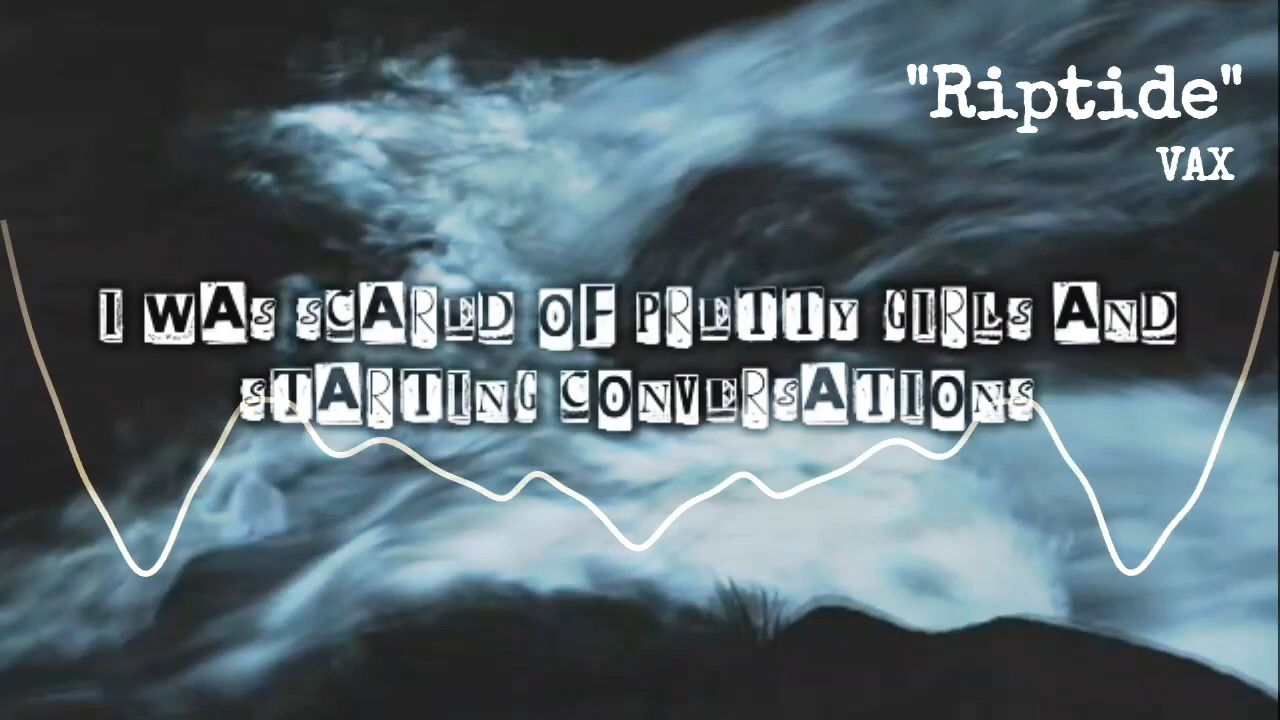 "Riptide"
VAX
I WAS SCARED OF PRETTY GIRLS AND
STARTING CONVERSATIONS